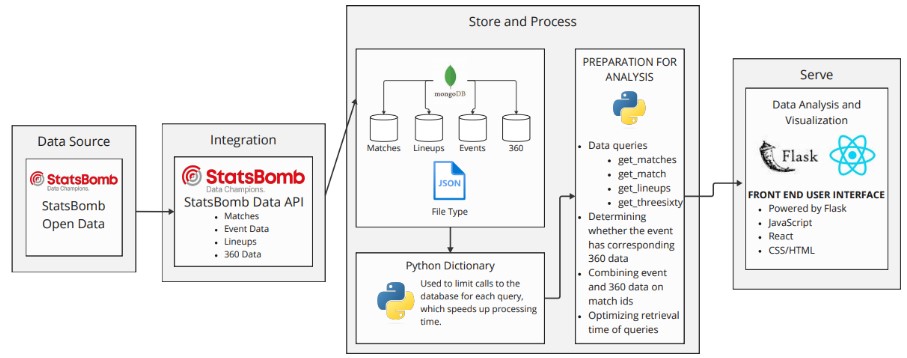 Data Source
StatsBomb
Data Champions.
StatsBomb
Open Data
Integration
StatsBomb
Data Champions.
StatsBomb Data API
• Matches
• Event Data
• Lineups
• 360 Data
Store and Process
mongoDB
Matches
Lineups
Events
360
JSON
File Type
Python Dictionary
Used to limit calls to the
database for each query,
which speeds up processing
time.
PREPARATION FOR
ANALYSIS
• Data queries
• get_matches
• get_match
• get_lineups
• get_threesixty
• Determining
whether the event
has corresponding
360 data
• Combining event
and 360 data on
match ids
• Optimizing retrieval
time of queries
Serve
Data Analysis and
Visualization
Flask
FRONT END USER INTERFACE
• Powered by Flask
• JavaScript
• React
• CSS/HTML